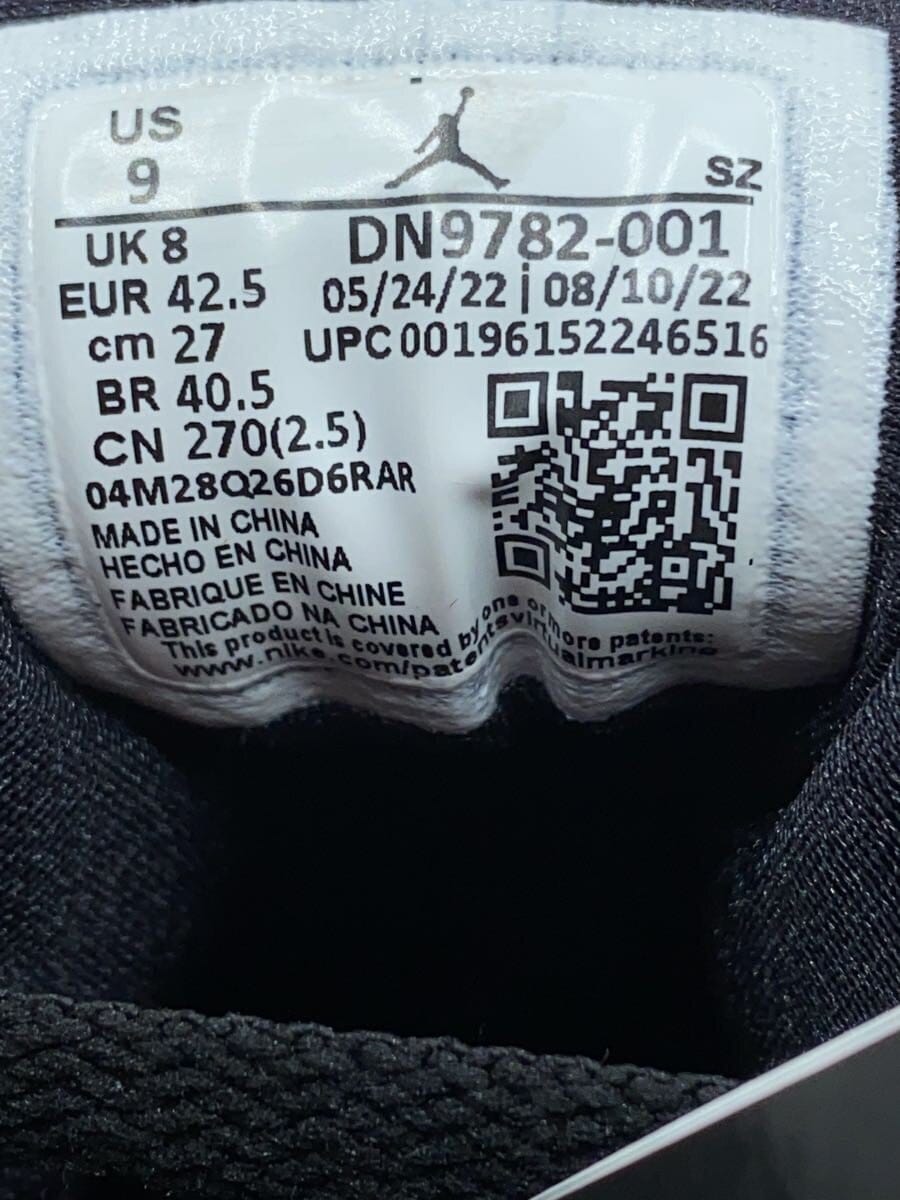 US
9
SZ
UK 8
DN9782-001
EUR 42.5
05/24/22 | 08/10/22
cm 27
UPC00196152246516
BR 40.5
CN 270(2.5)
04M28Q26D6RAR
MADE IN CHINA
HECHO EN CHINA
FABRIQUE EN CHINE
FABRICADO NA CHINA
This product is covered by one or more patents:
www.nike.com/patentsvirtualmarking